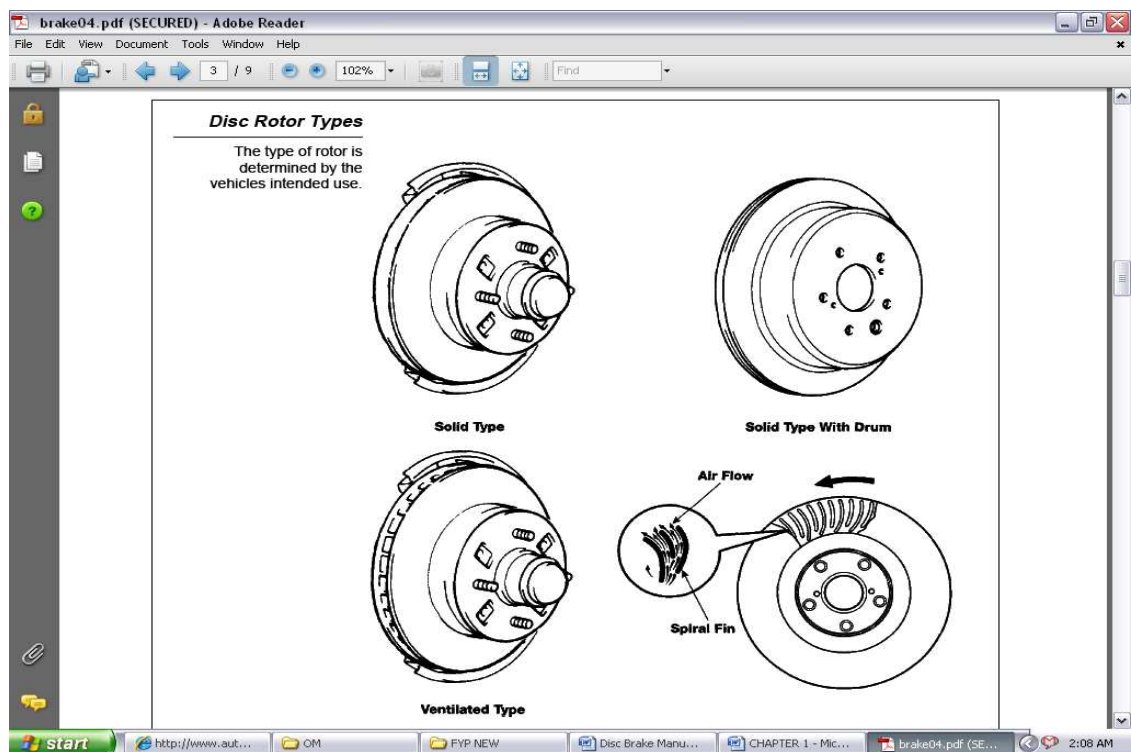 brake04.pdf (SECURED) - Adobe Reader
File Edit View Document Tools Window Help
3 / 9 102% Find
Disc Rotor Types
The type of rotor is
determined by the
vehicles intended use.
Solid Type
Solid Type With Drum
Air Flow
Spiral Fin
Ventilated Type
start http://www.aut... OM FYP NEW Disc Brake Manu... CHAPTER 1 - Mic... brake04.pdf (SE... 2:08 AM